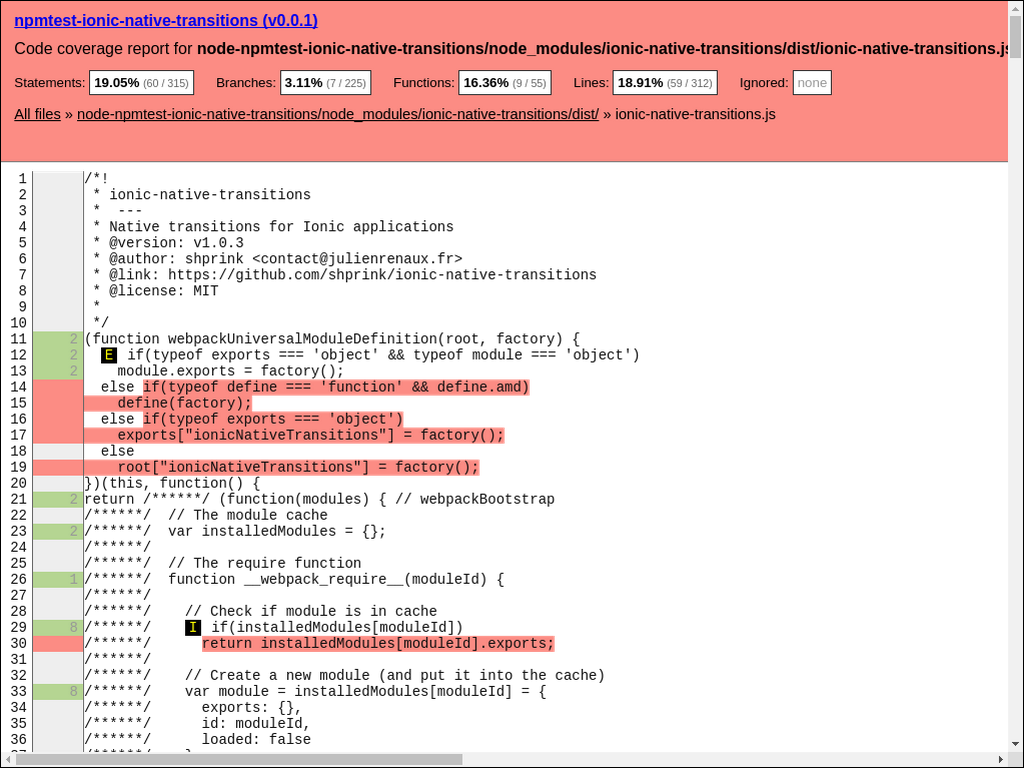 npmtest-ionic-native-transitions (v0.0.1)
Code coverage report for node-npmtest-ionic-native-transitions/node_modules/ionic-native-transitions/dist/ionic-native-transitions.js
Statements: 19.05% (60 / 315) Branches: 3.11% (7 / 225) Functions: 16.36% (9 / 55) Lines: 18.91% (59 / 312) Ignored: none
All files » node-npmtest-ionic-native-transitions/node_modules/ionic-native-transitions/dist/ » ionic-native-transitions.js
1 /*!
2 * ionic-native-transitions
3 * ---
4 * Native transitions for Ionic applications
5 * @version: v1.0.3
6 * @author: shprink <contact@julienrenaux.fr>
7 * @link: https://github.com/shprink/ionic-native-transitions
8 * @license: MIT
9 *
10 */
11 2 (function webpackUniversalModuleDefinition(root, factory) {
12 2 E if(typeof exports === 'object' && typeof module === 'object')
13 2 module.exports = factory();
14 else if(typeof define === 'function' && define.amd)
15 define(factory);
16 else if(typeof exports === 'object')
17 exports["ionicNativeTransitions"] = factory();
18 else
19 root["ionicNativeTransitions"] = factory();
20 })(this, function() {
21 2 return /******/ (function(modules) { // webpackBootstrap
22 /******/ // The module cache
23 2 /******/ var installedModules = {};
24 /******/
25 /******/ // The require function
26 1 /******/ function __webpack_require__(moduleId) {
27 /******/
28 /******/ // Check if module is in cache
29 8 /******/ I if(installedModules[moduleId])
30 /******/ return installedModules[moduleId].exports;
31 /******/
32 /******/ // Create a new module (and put it into the cache)
33 8 /******/ var module = installedModules[moduleId] = {
34 /******/ exports: {},
35 /******/ id: moduleId,
36 /******/ loaded: false